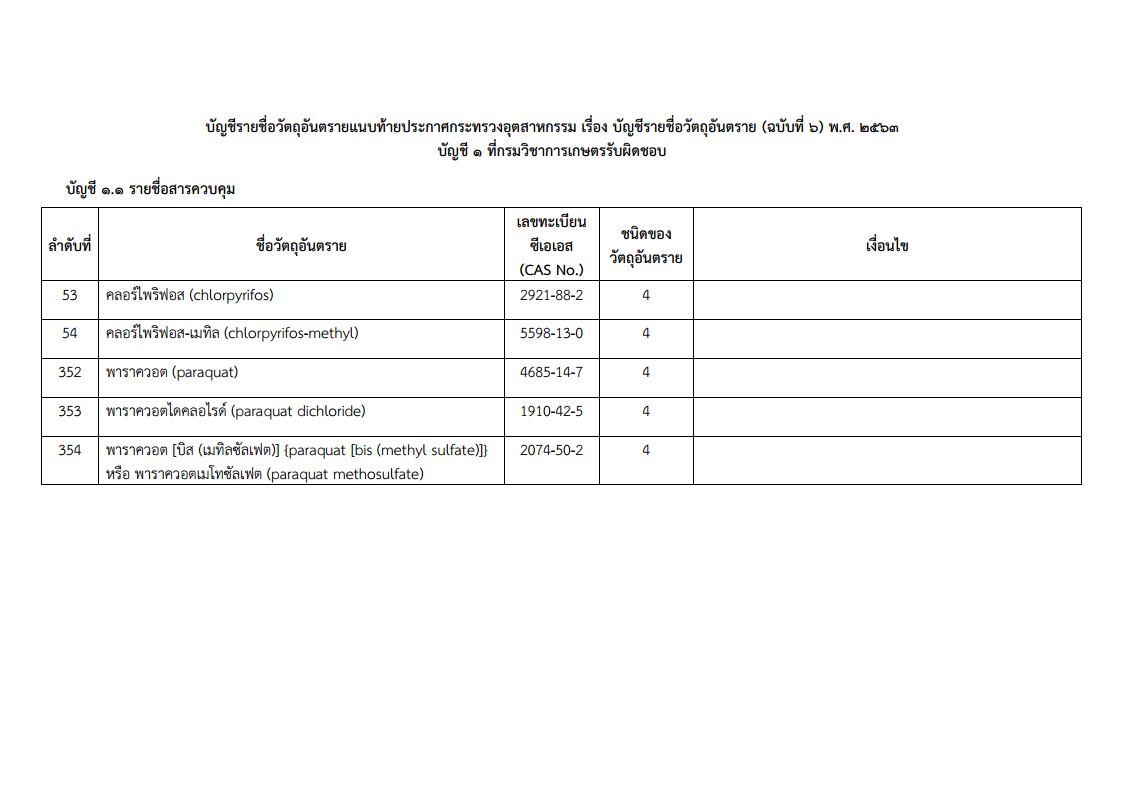 บัญชีรายชื่อวัตถุอันตรายแนบท้ายประกาศกระทรวงอุตสาหกรรม เรื่อง บัญชีรายชื่อวัตถุอันตราย (ฉบับที่ ๖) พ.ศ. ๒๕๖๓
บัญชี ๑ ที่กรมวิชาการเกษตรรับผิดชอบ
บัญชี ๑.๑ รายชื่อสารควบคุม
ลำดับที่ ชื่อวัตถุอันตราย เลขทะเบียน ซีเอเอส (CAS No.) ชนิดของ วัตถุอันตราย เงื่อนไข
53 คลอร์ไพริฟอส (chlorpyrifos) 2921-88-2 4
54 คลอร์ไพริฟอส-เมทิล (chlorpyrifos-methyl) 5598-13-0 4
352 พาราควอต (paraquat) 4685-14-7 4
353 พาราควอตไดคลอไรด์ (paraquat dichloride) 1910-42-5 4
354 พาราควอต [บิส (เมทิลซัลเฟต)] {paraquat [bis (methyl sulfate)]} 2074-50-2 4
หรือ พาราควอตเมโทซัลเฟต (paraquat methosulfate)